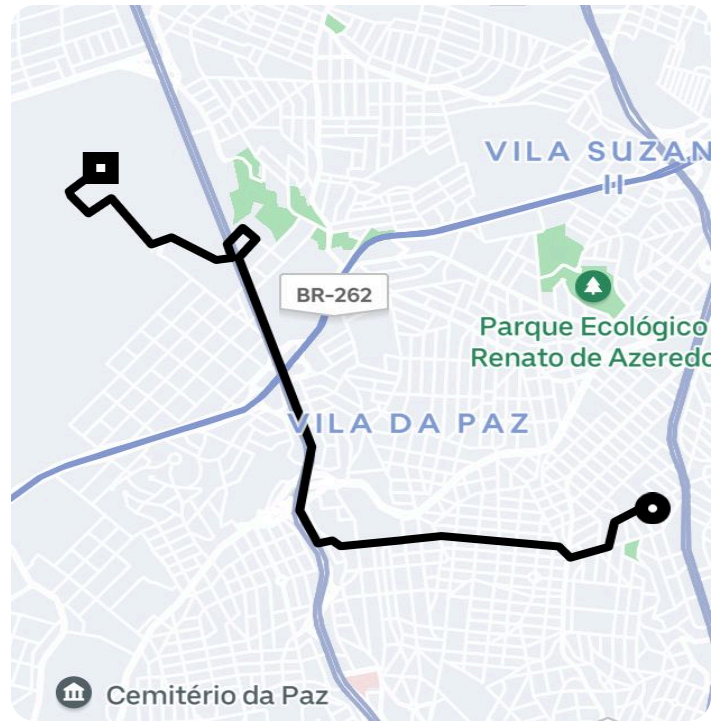 VILA SUZAN
II
BR-262
Parque Ecológico
Renato de Azeredo
VILA DA PAZ
Cemitério da Paz